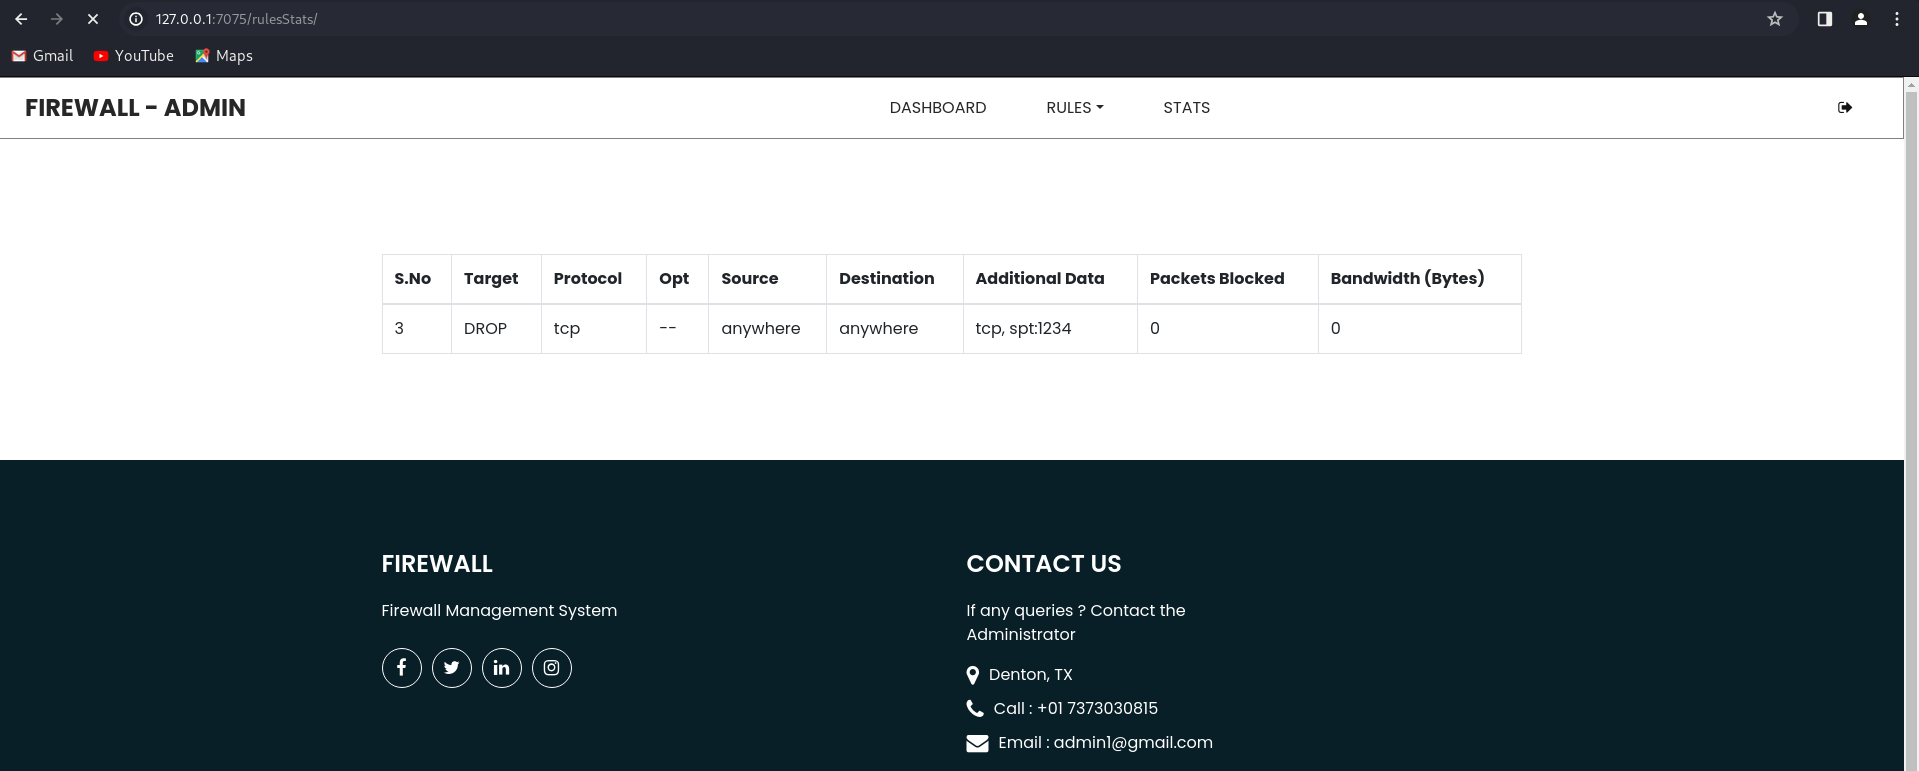 127.0.0.1:7075/rulesStats/
Gmail YouTube Maps
FIREWALL - ADMIN DASHBOARD RULES STATS
S.No Target Protocol Opt Source Destination Additional Data Packets Blocked Bandwidth (Bytes)
3 DROP tcp -- anywhere anywhere tcp, spt:1234 0 0
FIREWALL
Firewall Management System
CONTACT US
If any queries ? Contact the
Administrator
Denton, TX
Call : +01 7373030815
Email : admin1@gmail.com